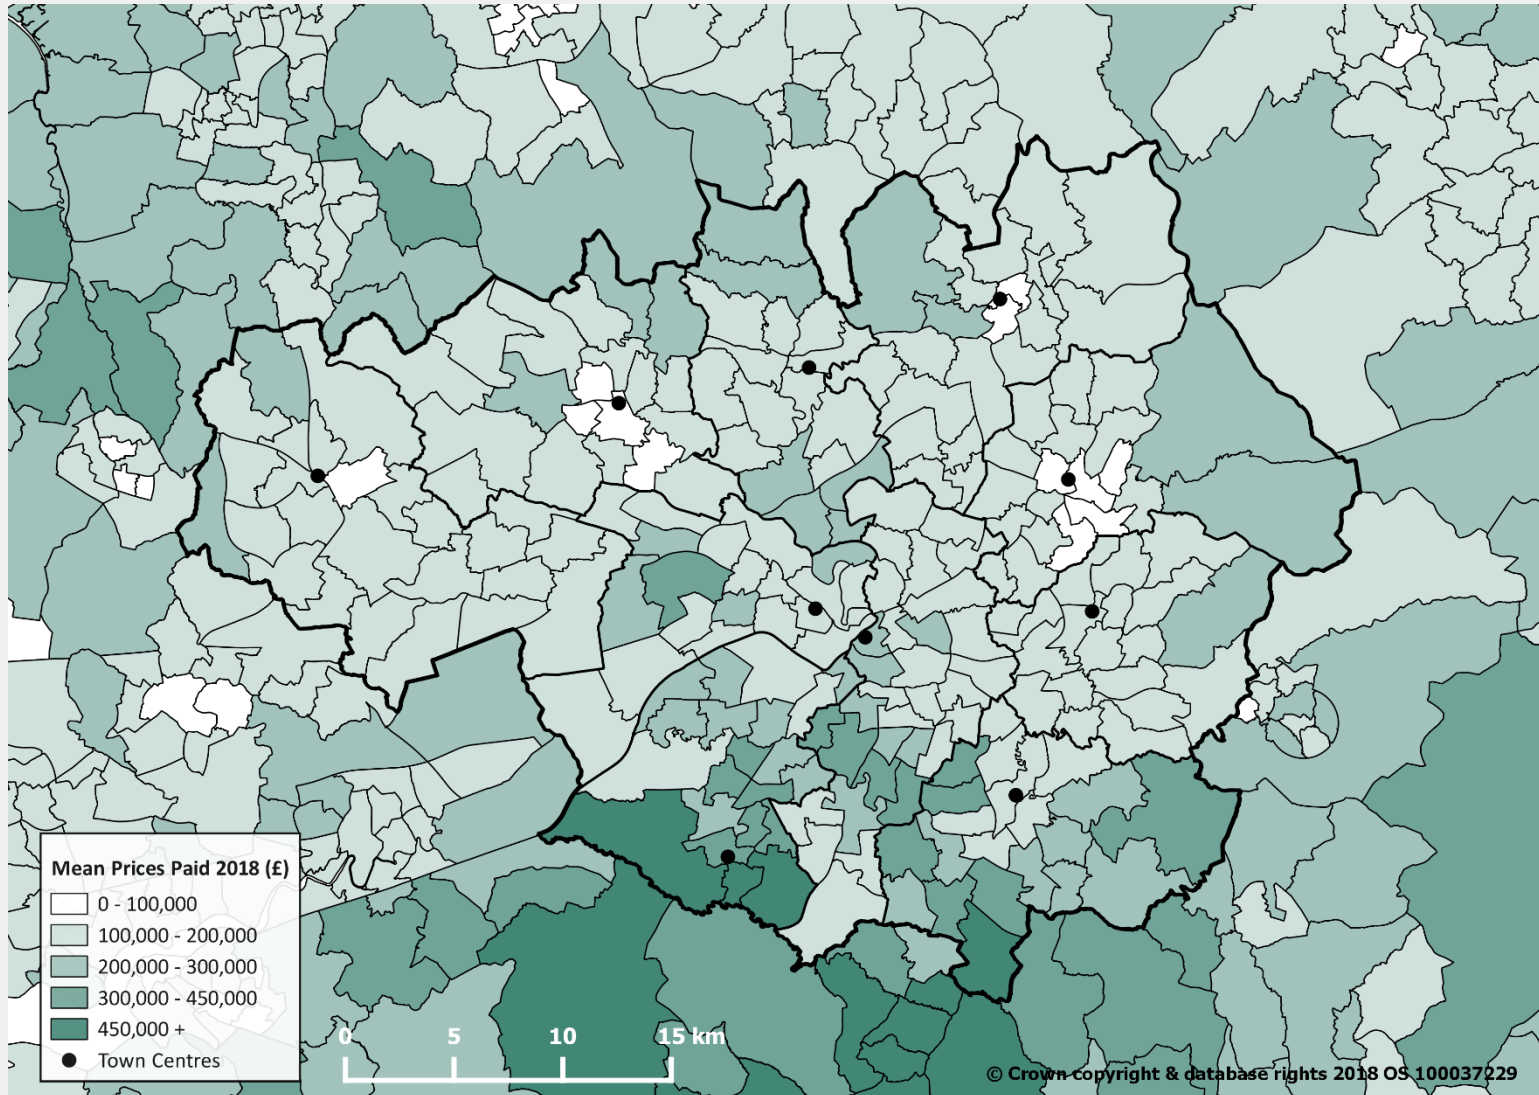 Mean Prices Paid 2018 (£)
0 - 100,000
100,000 - 200,000
200,000 - 300,000
300,000 - 450,000
450,000 +
Town Centres
0 5 10 15 km
© Crown copyright & database rights 2018 OS 100037229